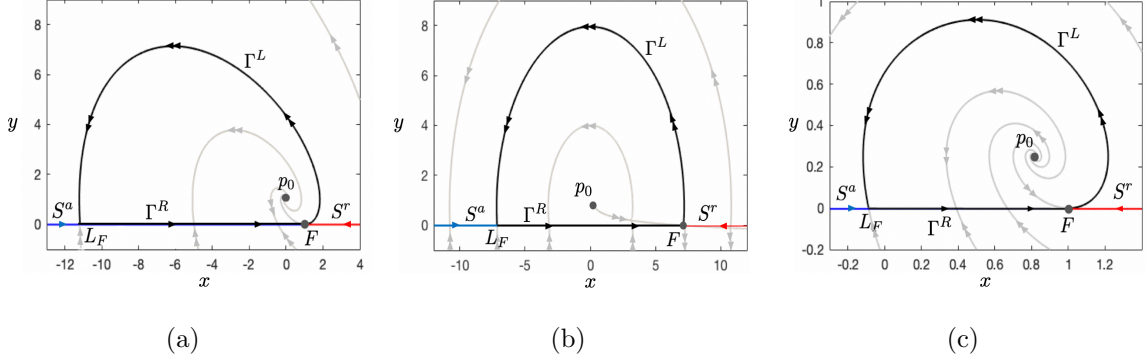 8
6
4
2
0
y
Γ^L
p_0
S^a
Γ^R
S^r
L_F
F
-12 -10 -8 -6 -4 -2 0 2 4
x
(a)
8
6
4
2
0
y
Γ^L
p_0
S^a
Γ^R
S^r
L_F
F
-10 -5 0 5 10
x
(b)
1
0.8
0.6
0.4
0.2
0
-0.2
y
Γ^L
p_0
S^a
S^r
L_F
Γ^R
F
-0.2 0 0.2 0.4 0.6 0.8 1 1.2
x
(c)